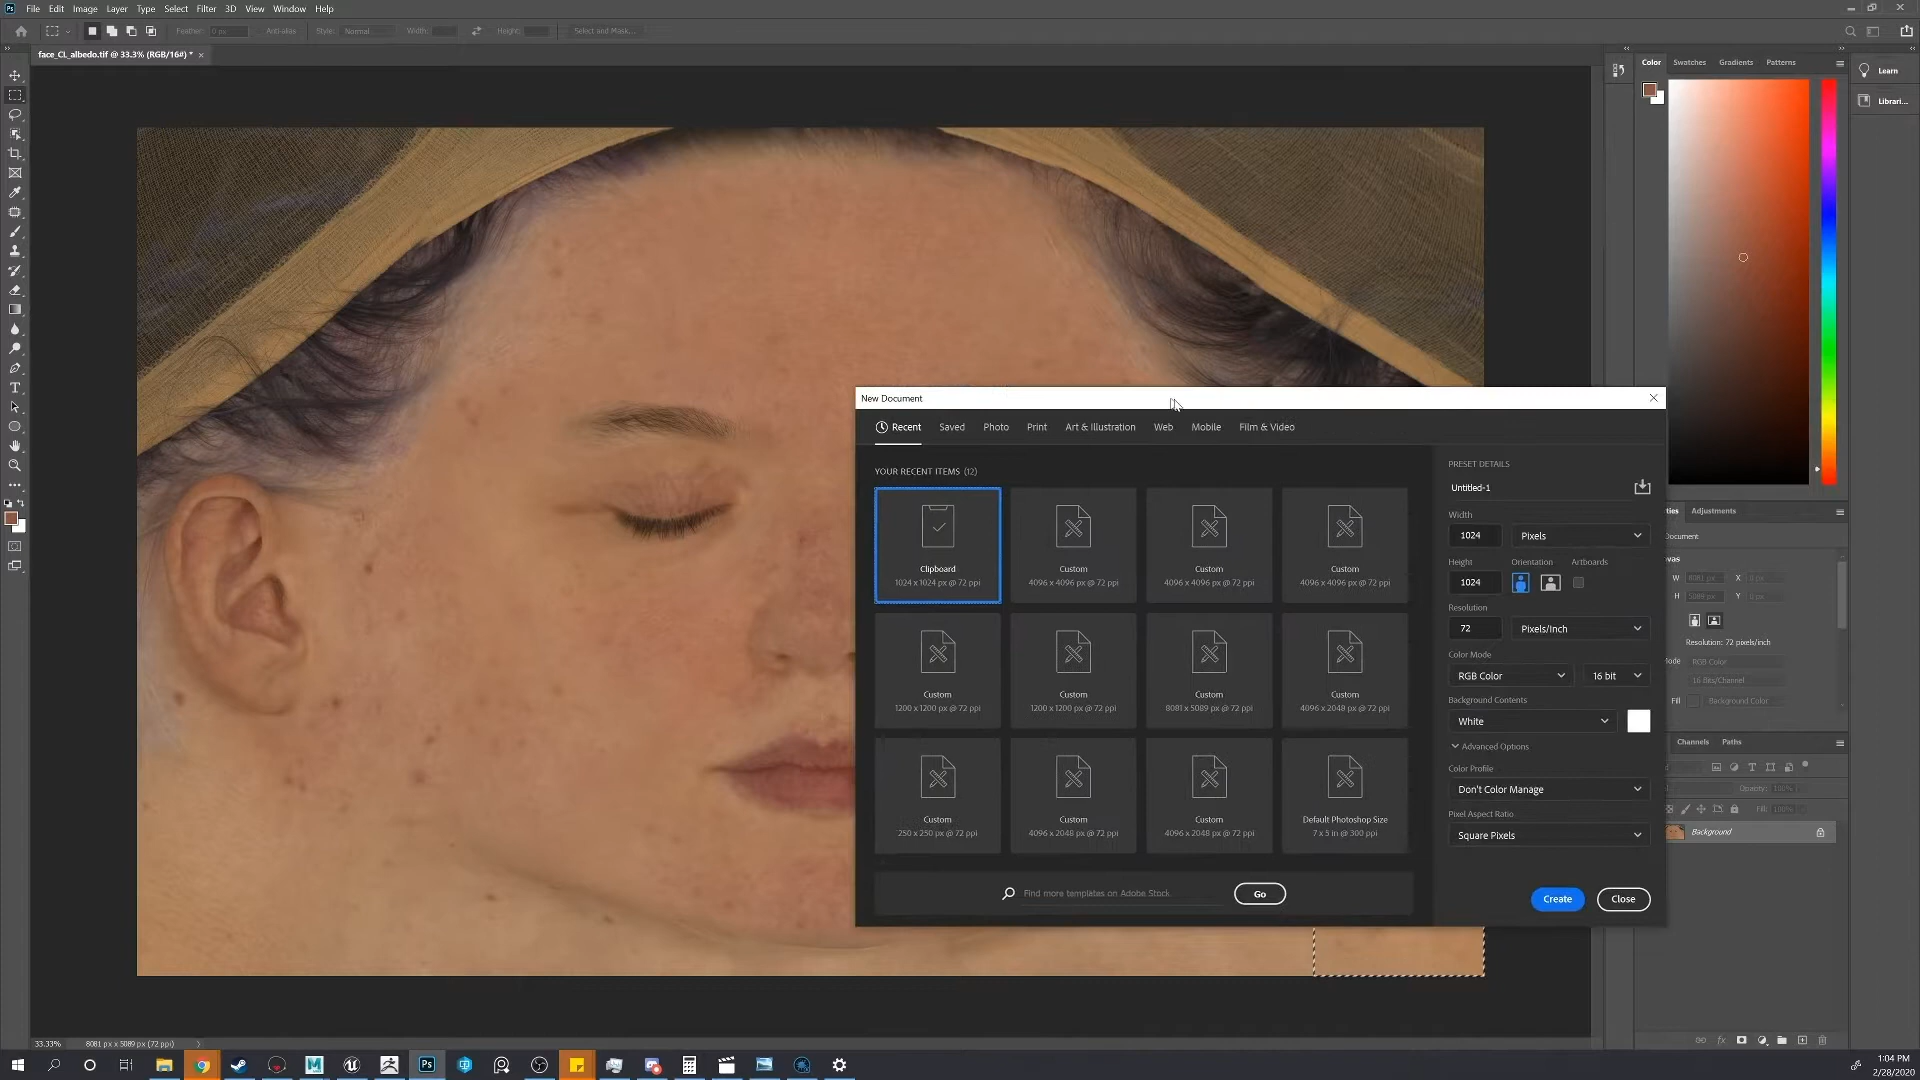 File Edit Image Layer Type Select Filter 3D View Window Help
Feather: 0 px Anti-alias Style: Normal Width: Height: Select and Mask...
face_CL_albedo.tif @ 33.3% (RGB/16#) *
Color Swatches Gradients Patterns
Learn
Librari...
New Document
Recent Saved Photo Print Art & Illustration Web Mobile Film & Video
YOUR RECENT ITEMS (12)
Clipboard
1024 x 1024 px @ 72 ppi
Custom
4096 x 4096 px @ 72 ppi
Custom
4096 x 4096 px @ 72 ppi
Custom
4096 x 4096 px @ 72 ppi
Custom
1200 x 1200 px @ 72 ppi
Custom
1200 x 1200 px @ 72 ppi
Custom
8081 x 5089 px @ 72 ppi
Custom
4096 x 2048 px @ 72 ppi
Custom
250 x 250 px @ 72 ppi
Custom
4096 x 2048 px @ 72 ppi
Custom
4096 x 2048 px @ 72 ppi
Default Photoshop Size
7 x 5 in @ 300 ppi
Find more templates on Adobe Stock
Go
PRESET DETAILS
Untitled-1
Width
1024 Pixels
Height Orientation Artboards
1024
Resolution
72 Pixels/Inch
Color Mode
RGB Color 16 bit
Background Contents
White
Advanced Options
Color Profile
Don't Color Manage
Pixel Aspect Ratio
Square Pixels
Create Close
ties Adjustments
Document
vas
W 8081 px X 0 px
H 5089 px Y 0 px
Resolution: 72 pixels/inch
Mode RGB Color
16 Bits/Channel
Fill Background Color
Channels Paths
Opacity: 100%
Fill: 100%
Background
33.33% 8081 px x 5089 px (72 ppi)
1:04 PM
2/28/2020